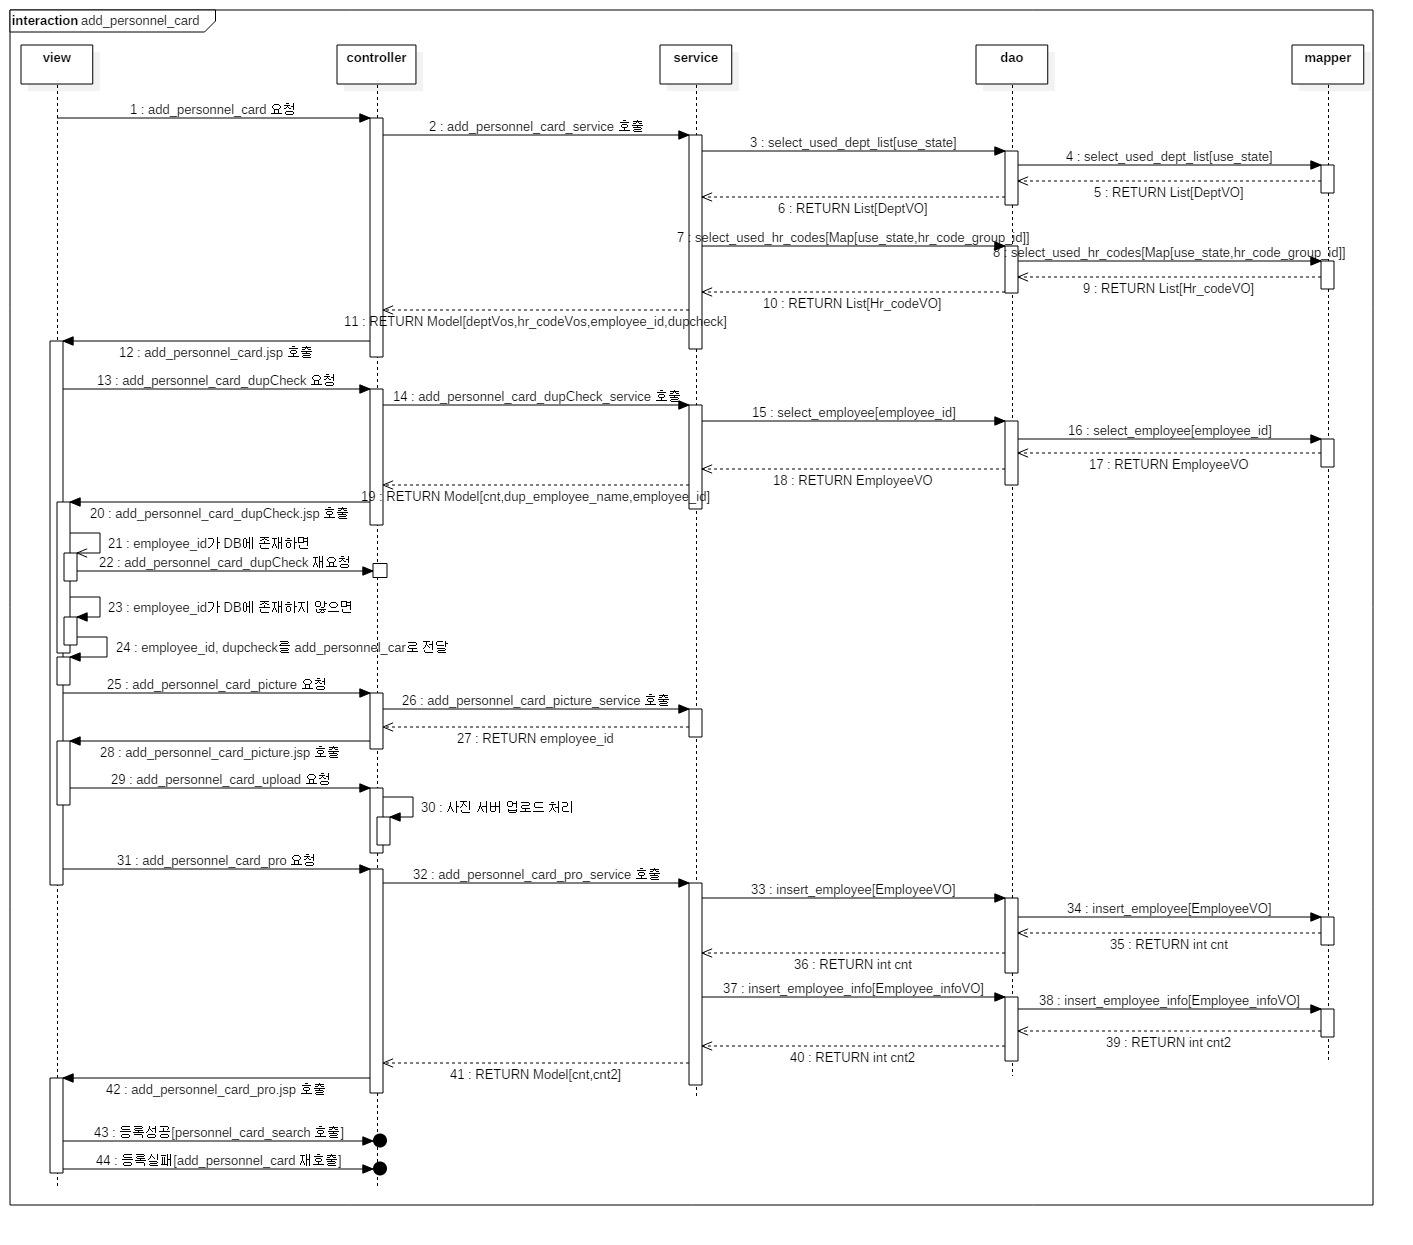 interaction add_personnel_card
view
controller
service
dao
mapper
1 : add_personnel_card 요청
2 : add_personnel_card_service 호출
3 : select_used_dept_list[use_state]
4 : select_used_dept_list[use_state]
5 : RETURN List[DeptVO]
6 : RETURN List[DeptVO]
7 : select_used_hr_codes[Map[use_state,hr_code_group_id]]
8 : select_used_hr_codes[Map[use_state,hr_code_group_id]]
9 : RETURN List[Hr_codeVO]
10 : RETURN List[Hr_codeVO]
11 : RETURN Model[deptVos,hr_codeVos,employee_id,dupcheck]
12 : add_personnel_card.jsp 호출
13 : add_personnel_card_dupCheck 요청
14 : add_personnel_card_dupCheck_service 호출
15 : select_employee[employee_id]
16 : select_employee[employee_id]
17 : RETURN EmployeeVO
18 : RETURN EmployeeVO
19 : RETURN Model[cnt,dup_employee_name,employee_id]
20 : add_personnel_card_dupCheck.jsp 호출
21 : employee_id가 DB에 존재하면
22 : add_personnel_card_dupCheck 재요청
23 : employee_id가 DB에 존재하지 않으면
24 : employee_id, dupcheck를 add_personnel_car로 전달
25 : add_personnel_card_picture 요청
26 : add_personnel_card_picture_service 호출
27 : RETURN employee_id
28 : add_personnel_card_picture.jsp 호출
29 : add_personnel_card_upload 요청
30 : 사진 서버 업로드 처리
31 : add_personnel_card_pro 요청
32 : add_personnel_card_pro_service 호출
33 : insert_employee[EmployeeVO]
34 : insert_employee[EmployeeVO]
35 : RETURN int cnt
36 : RETURN int cnt
37 : insert_employee_info[Employee_infoVO]
38 : insert_employee_info[Employee_infoVO]
39 : RETURN int cnt2
40 : RETURN int cnt2
41 : RETURN Model[cnt,cnt2]
42 : add_personnel_card_pro.jsp 호출
43 : 등록성공[personnel_card_search 호출]
44 : 등록실패[add_personnel_card 재호출]